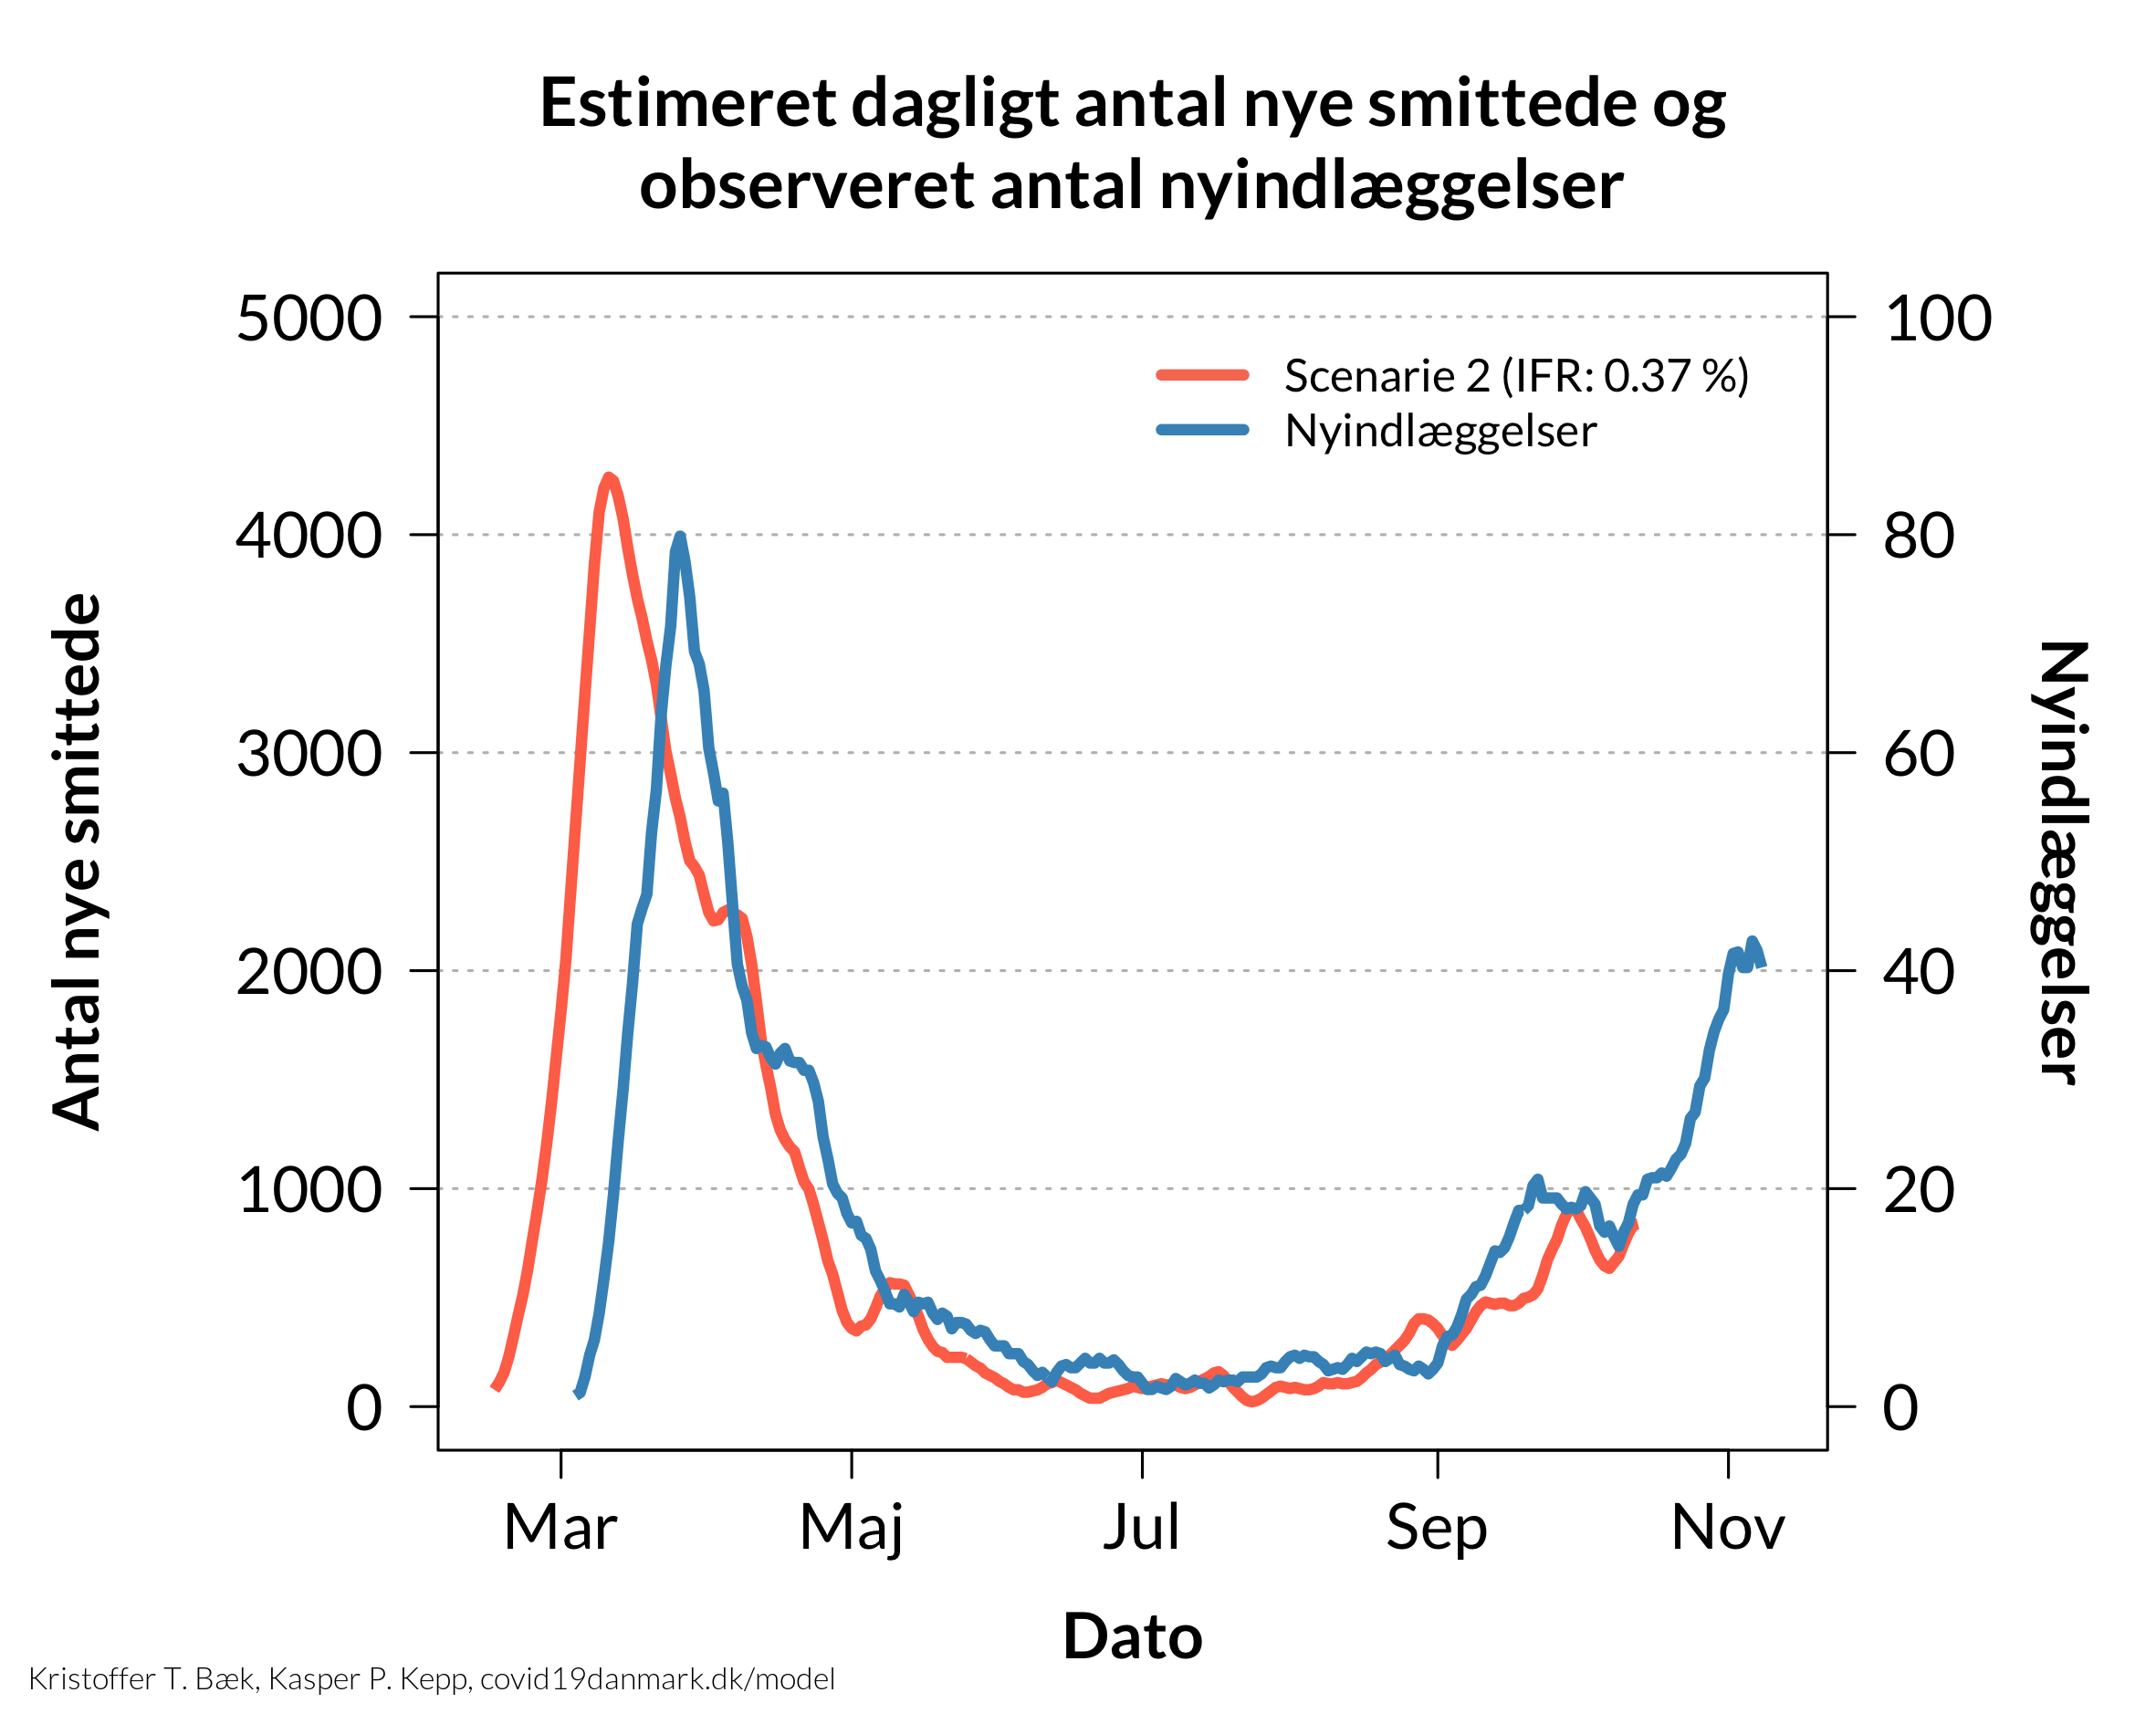 Estimeret dagligt antal nye smittede og
observeret antal nyindlæggelser
Scenarie 2 (IFR: 0.37 %)
Nyindlæggelser
Antal nye smittede
5000
4000
3000
2000
1000
0
100
80
60
40
20
0
Nyindlæggelser
Mar
Maj
Jul
Sep
Nov
Dato
Kristoffer T. Bæk, Kasper P. Kepp, covid19danmark.dk/model